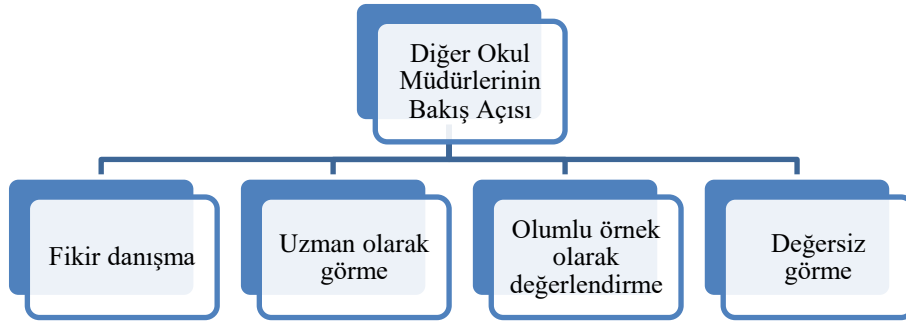 Diğer Okul
Müdürlerinin
Bakış Açısı
Fikir danışma
Uzman olarak
görme
Olumlu örnek
olarak
değerlendirme
Değersiz
görme